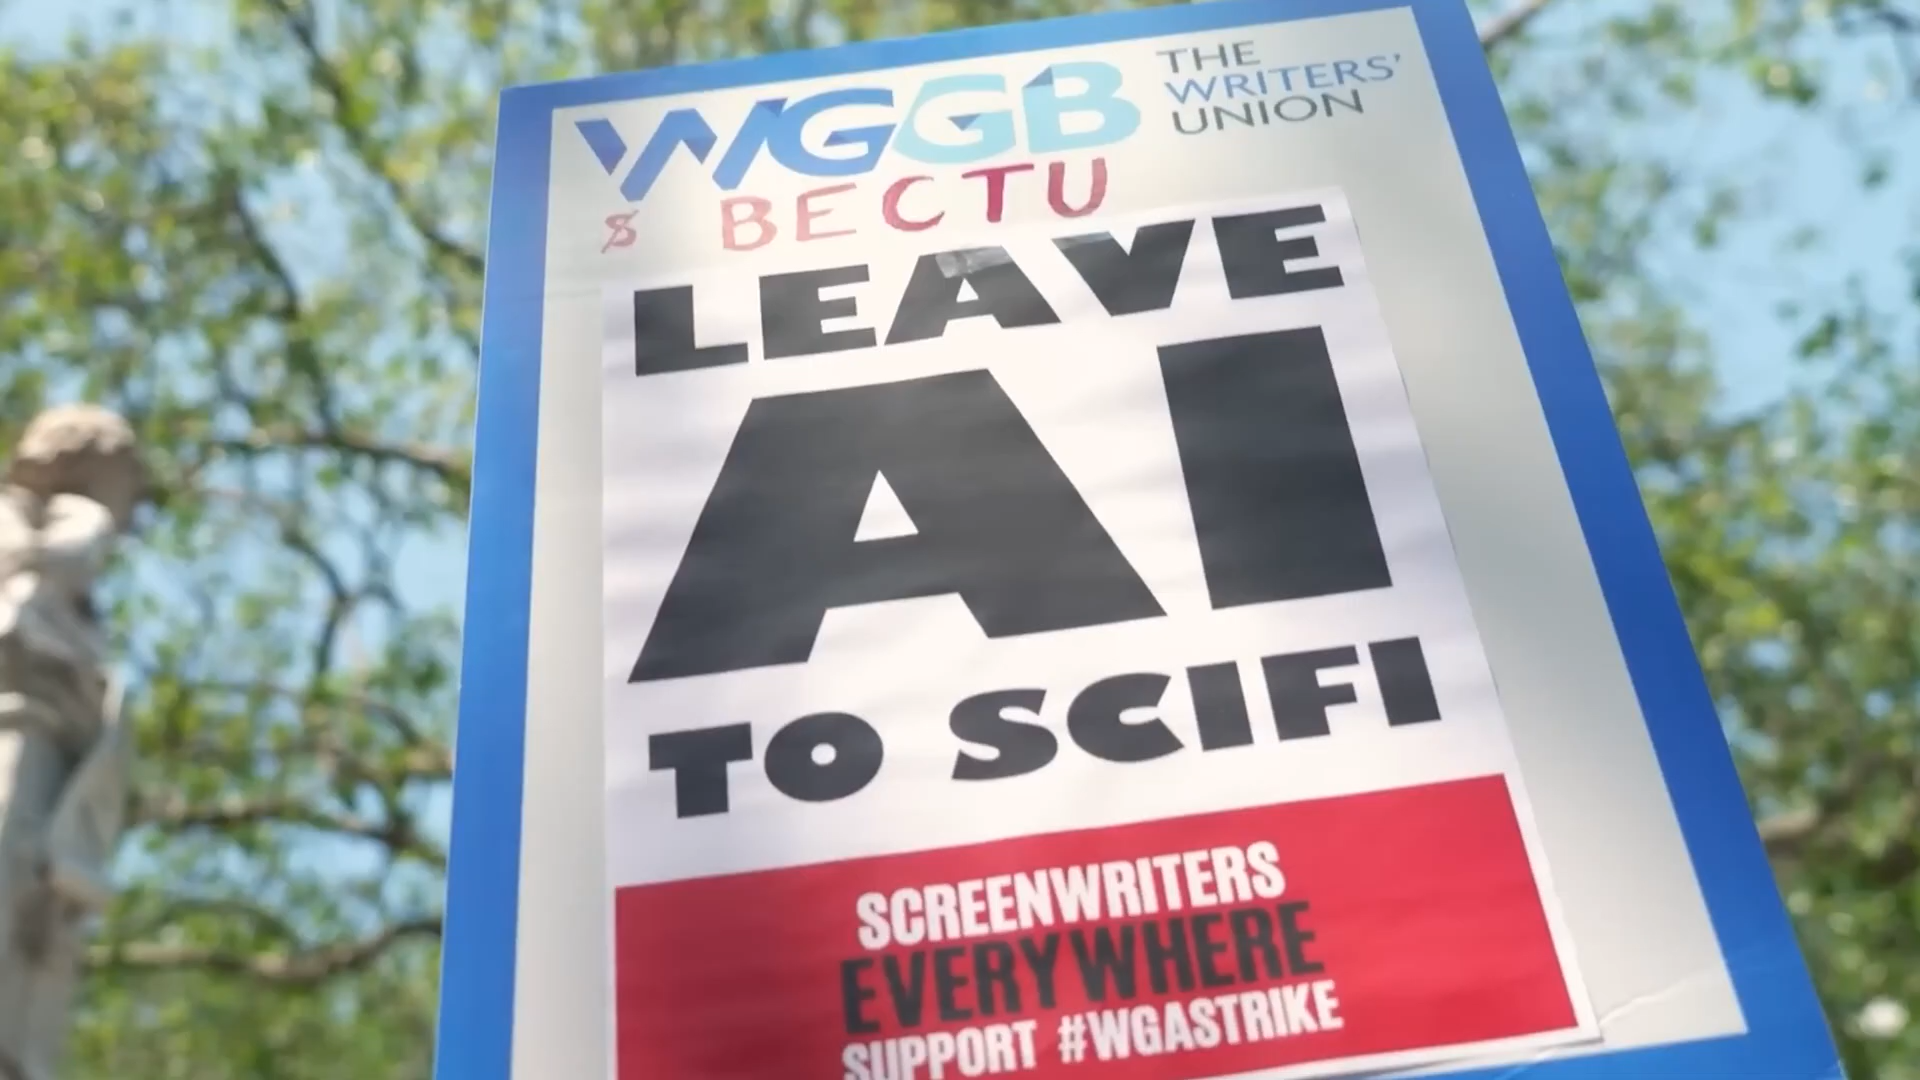 WGGB THE
WRITERS'
UNION
& BECTU
LEAVE
AI
TO SCIFI
SCREENWRITERS
EVERYWHERE
SUPPORT #WGASTRIKE